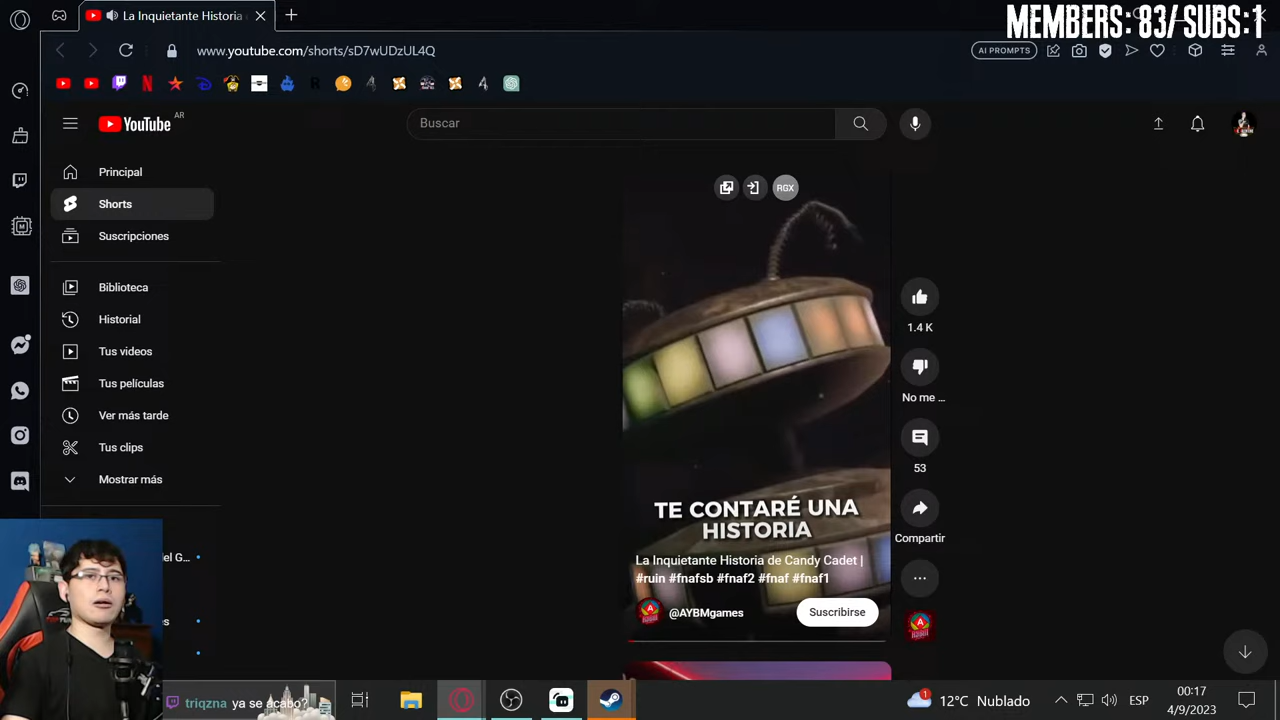 La Inquietante Historia
MEMBERS: 83/ SUBS:1
www.youtube.com/shorts/sD7wUDzUL4Q
AI PROMPTS
YouTube
AR
Buscar
Principal
Shorts
Suscripciones
Biblioteca
Historial
Tus videos
Tus películas
Ver más tarde
Tus clips
Mostrar más
RGX
TE CONTARÉ UNA
HISTORIA
La Inquietante Historia de Candy Cadet |
#ruin #fnafsb #fnaf2 #fnaf #fnaf1
@AYBMgames
Suscribirse
1.4 K
No me ...
53
Compartir
triqzna ya se acabo?
1
12°C Nublado
ESP
00:17
4/9/2023